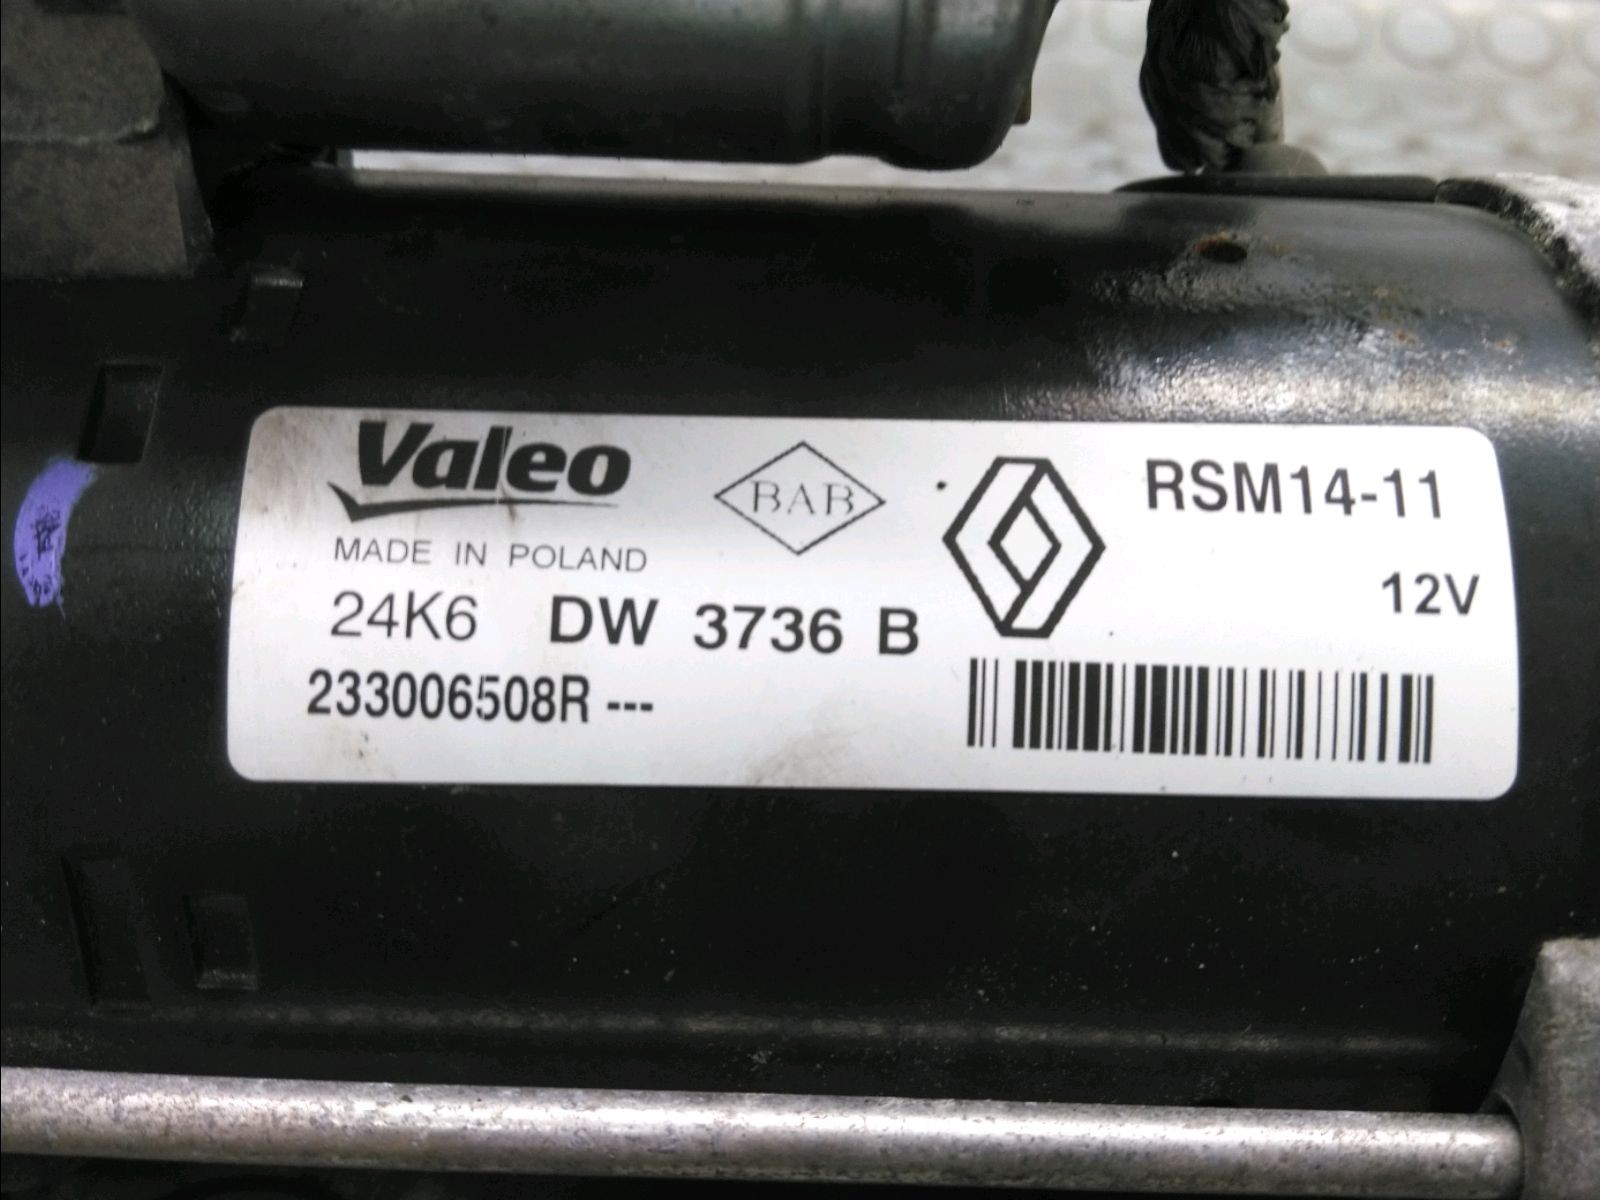 Valeo
MADE IN POLAND
24K6 DW 3736 B
233006508R ---
BAB
RSM14-11
12V